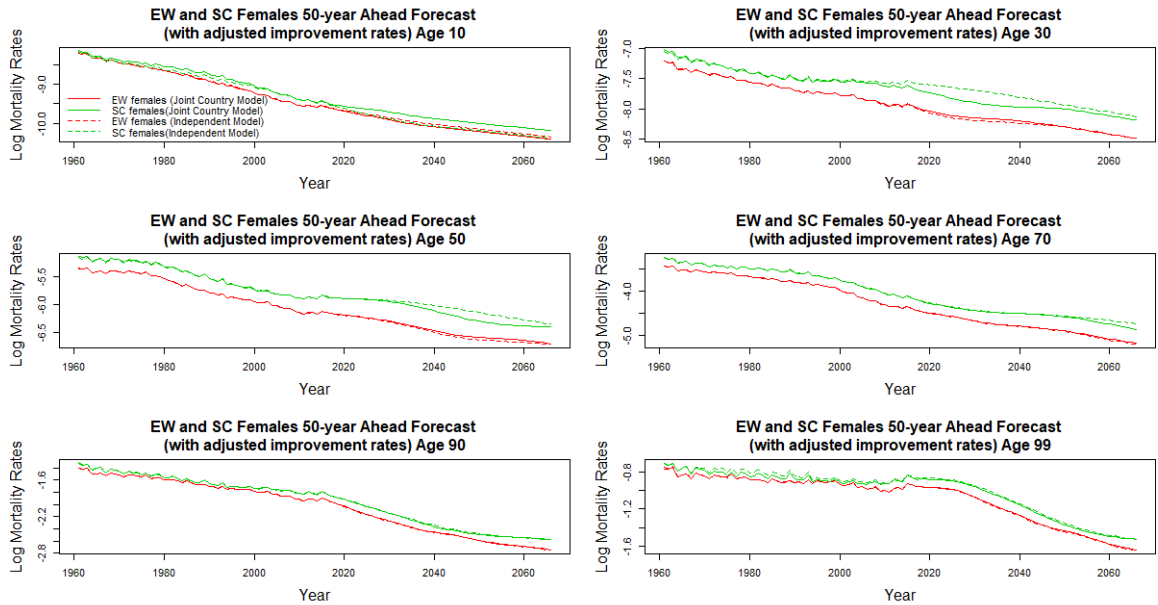 EW and SC Females 50-year Ahead Forecast
(with adjusted improvement rates) Age 10
Log Mortality Rates
-9.0
-10.0
EW females (Joint Country Model)
SC females(Joint Country Model)
EW females (Independent Model)
SC females(Independent Model)
1960 1980 2000 2020 2040 2060
Year
EW and SC Females 50-year Ahead Forecast
(with adjusted improvement rates) Age 30
Log Mortality Rates
-7.0
-7.5
-8.0
-8.5
1960 1980 2000 2020 2040 2060
Year
EW and SC Females 50-year Ahead Forecast
(with adjusted improvement rates) Age 50
Log Mortality Rates
-5.5
-6.0
-6.5
1960 1980 2000 2020 2040 2060
Year
EW and SC Females 50-year Ahead Forecast
(with adjusted improvement rates) Age 70
Log Mortality Rates
-4.0
-5.0
1960 1980 2000 2020 2040 2060
Year
EW and SC Females 50-year Ahead Forecast
(with adjusted improvement rates) Age 90
Log Mortality Rates
-1.6
-2.2
-2.8
1960 1980 2000 2020 2040 2060
Year
EW and SC Females 50-year Ahead Forecast
(with adjusted improvement rates) Age 99
Log Mortality Rates
-0.8
-1.2
-1.6
1960 1980 2000 2020 2040 2060
Year